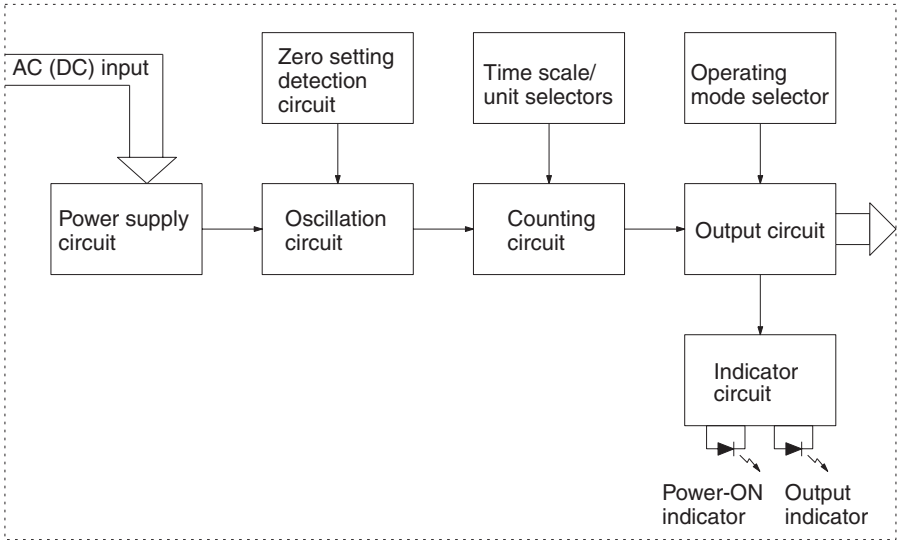 AC (DC) input
Zero setting
detection
circuit
Time scale/
unit selectors
Operating
mode selector
Power supply
circuit
Oscillation
circuit
Counting
circuit
Output circuit
Indicator
circuit
Power-ON
indicator
Output
indicator